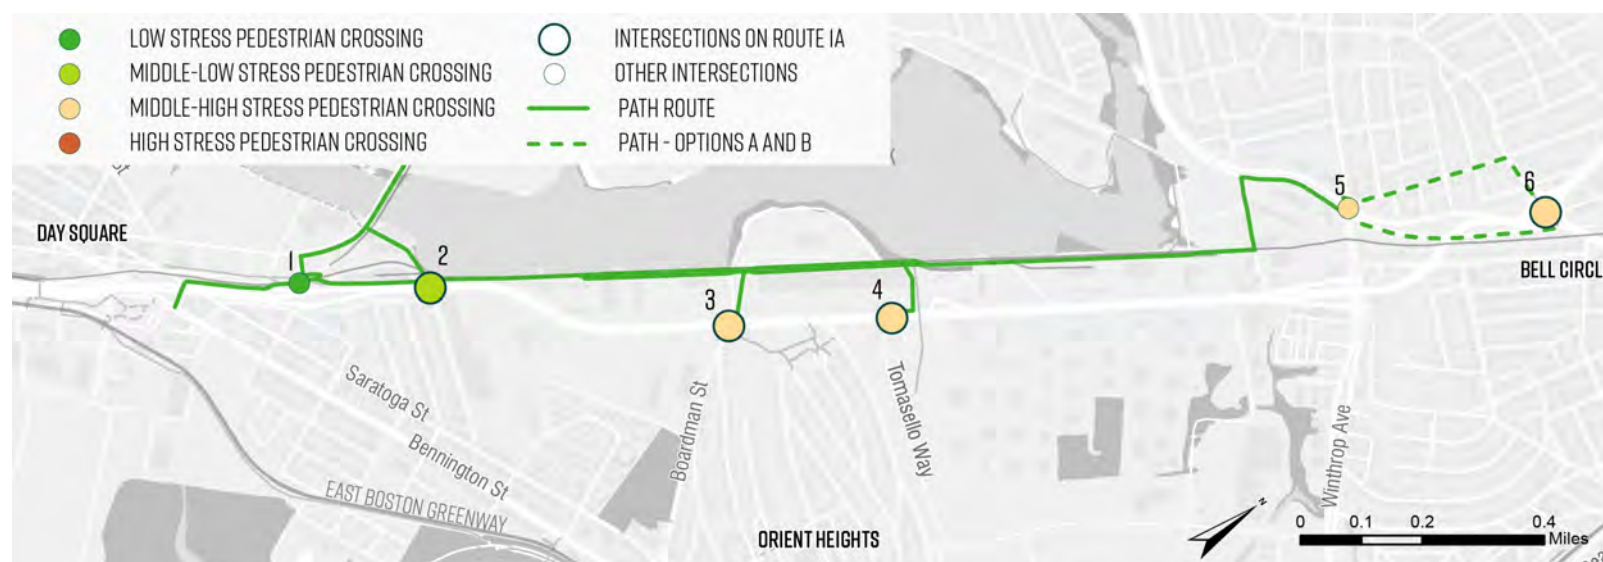 LOW STRESS PEDESTRIAN CROSSING
MIDDLE-LOW STRESS PEDESTRIAN CROSSING
MIDDLE-HIGH STRESS PEDESTRIAN CROSSING
HIGH STRESS PEDESTRIAN CROSSING
INTERSECTIONS ON ROUTE 1A
OTHER INTERSECTIONS
PATH ROUTE
PATH - OPTIONS A AND B
St
DAY SQUARE
1
2
3
4
5
6
BELL CIRCL
Saratoga St
Bennington St
EAST BOSTON GREENWAY
Boardman St
Tomasello Way
Winthrop Ave
ORIENT HEIGHTS
N
0 0.1 0.2 0.4
Miles